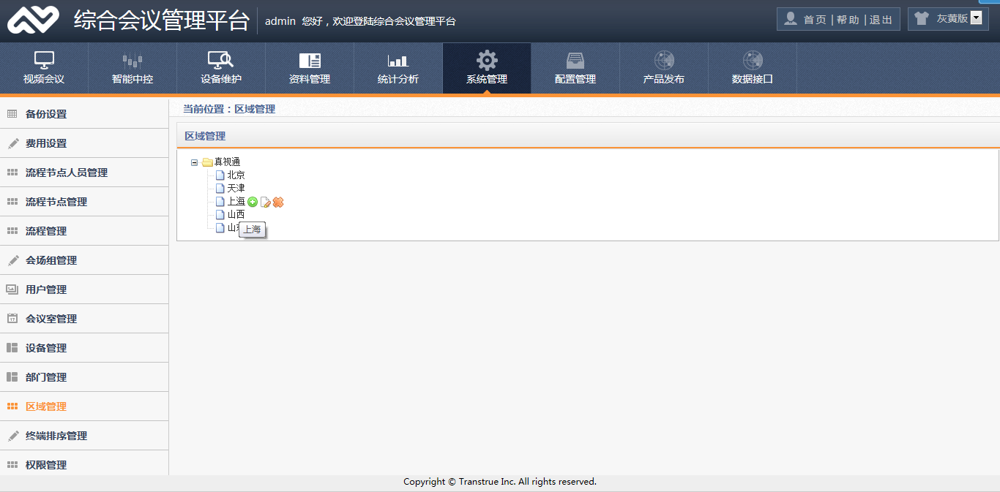 综合会议管理平台
admin 您好，欢迎登陆综合会议管理平台
首页 | 帮助 | 退出
灰黄版
视频会议
智能中控
设备维护
资料管理
统计分析
系统管理
配置管理
产品发布
数据接口
备份设置
费用设置
流程节点人员管理
流程节点管理
流程管理
会场组管理
用户管理
会议室管理
设备管理
部门管理
区域管理
终端排序管理
权限管理
当前位置：区域管理
区域管理
真视通
北京
天津
上海
山西
山
上海
Copyright © Transtrue Inc. All rights reserved.